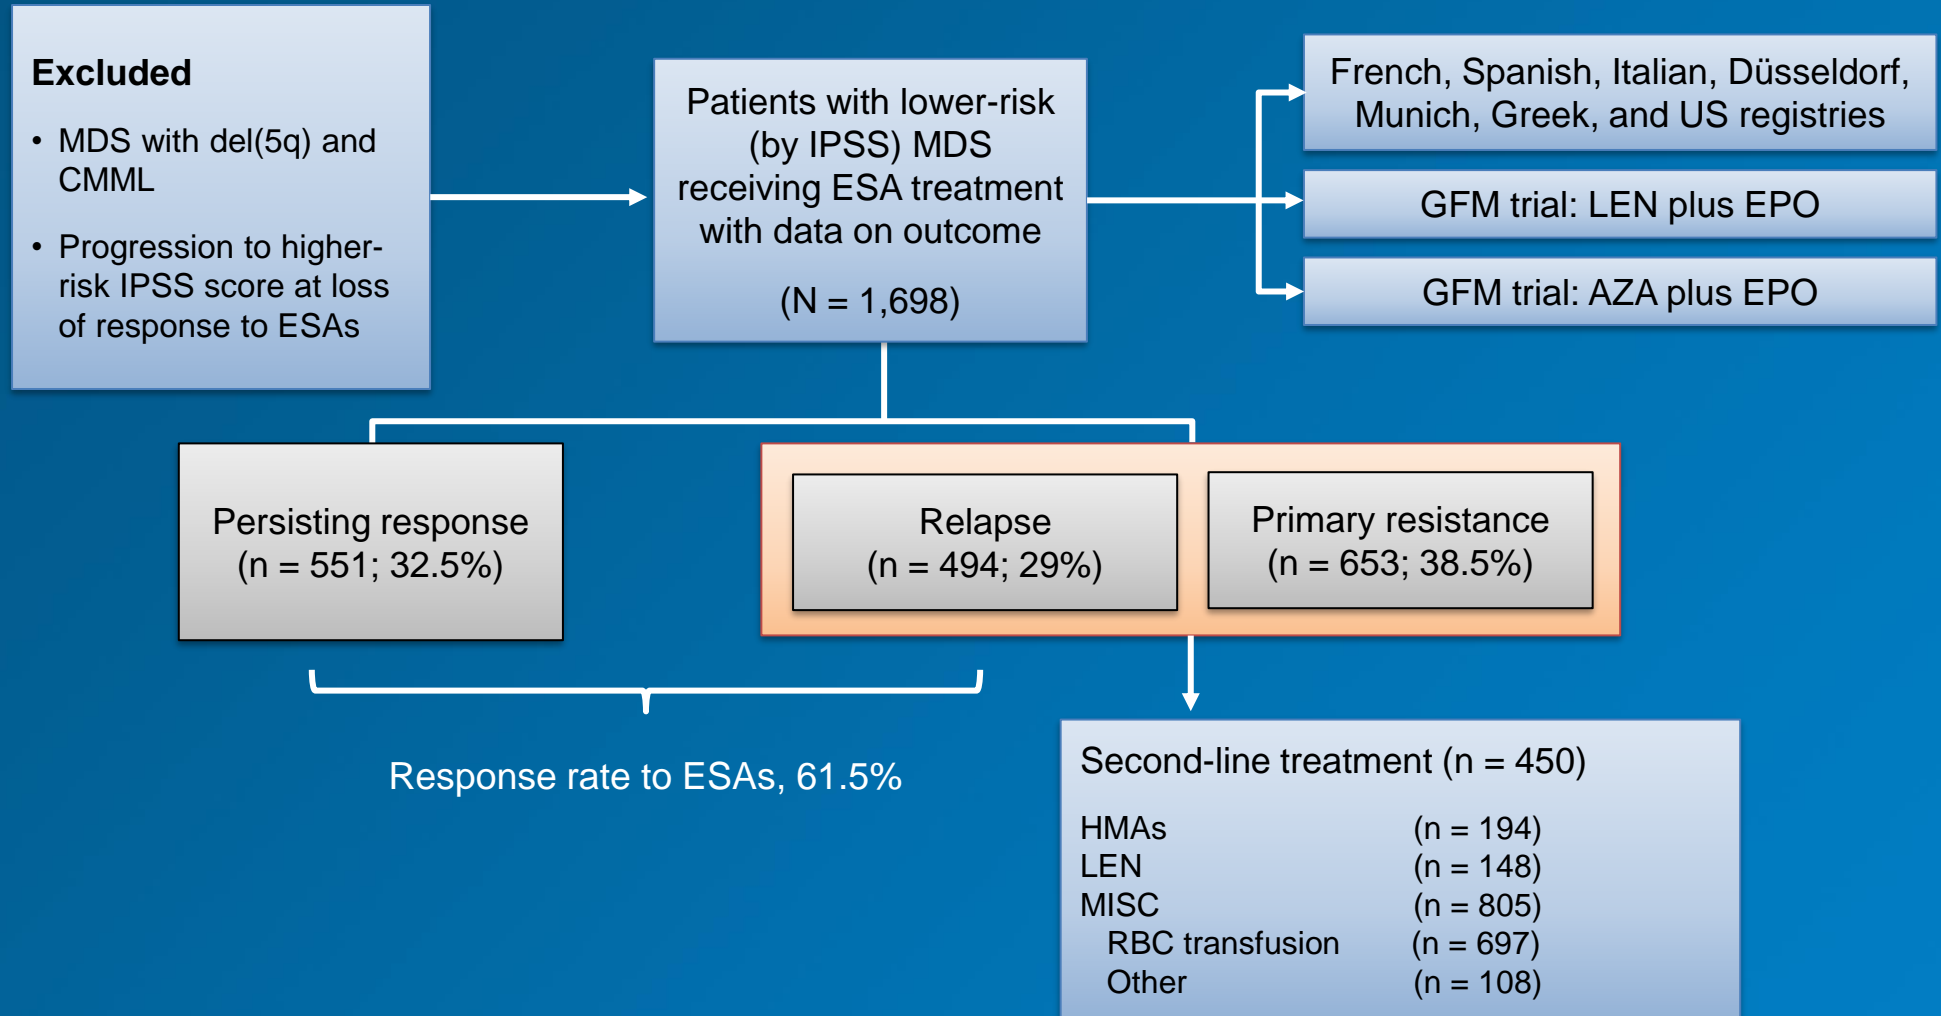 Excluded
• MDS with del(5q) and
CMML
• Progression to higher-
risk IPSS score at loss
of response to ESAs
Patients with lower-risk
(by IPSS) MDS
receiving ESA treatment
with data on outcome
(N = 1,698)
French, Spanish, Italian, Düsseldorf,
Munich, Greek, and US registries
GFM trial: LEN plus EPO
GFM trial: AZA plus EPO
Persisting response
(n = 551; 32.5%)
Relapse
(n = 494; 29%)
Primary resistance
(n = 653; 38.5%)
Response rate to ESAs, 61.5%
Second-line treatment (n = 450)
HMAs (n = 194)
LEN (n = 148)
MISC (n = 805)
RBC transfusion (n = 697)
Other (n = 108)